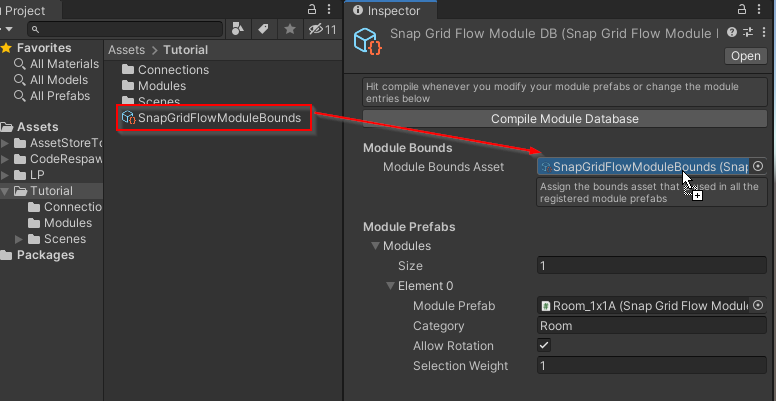 Project
11
Favorites
All Materials
All Models
All Prefabs
Assets
AssetStoreTo
CodeRespaw
LP
Tutorial
Connectio
Modules
Scenes
Packages
Assets > Tutorial
Connections
Modules
Scenes
SnapGridFlowModuleBounds
Inspector
Snap Grid Flow Module DB (Snap Grid Flow Module
Open
Hit compile whenever you modify your module prefabs or change the module
entries below
Compile Module Database
Module Bounds
Module Bounds Asset
SnapGridFlowModuleBounds (Snap
Assign the bounds asset that is used in all the
registered module prefabs
Module Prefabs
Modules
Size 1
Element 0
Module Prefab Room_1x1A (Snap Grid Flow Module
Category Room
Allow Rotation
Selection Weight 1